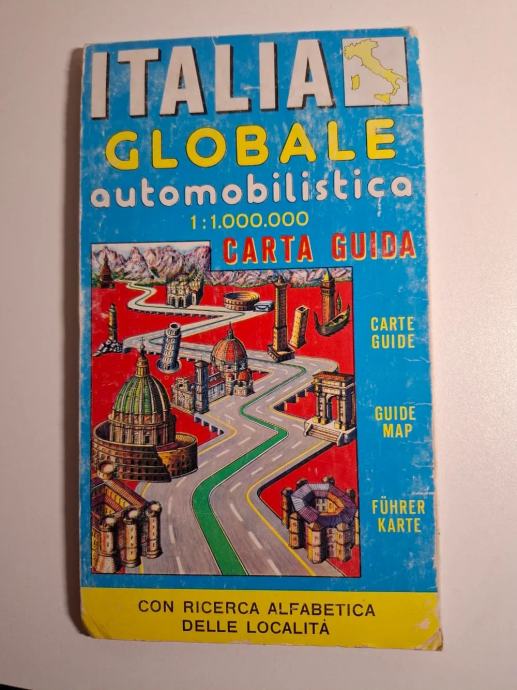 ITALIA
GLOBALE
automobilistica
1:1.000.000
CARTA GUIDA
CARTE
GUIDE
GUIDE
MAP
FÜHRER
KARTE
CON RICERCA ALFABETICA
DELLE LOCALITÀ